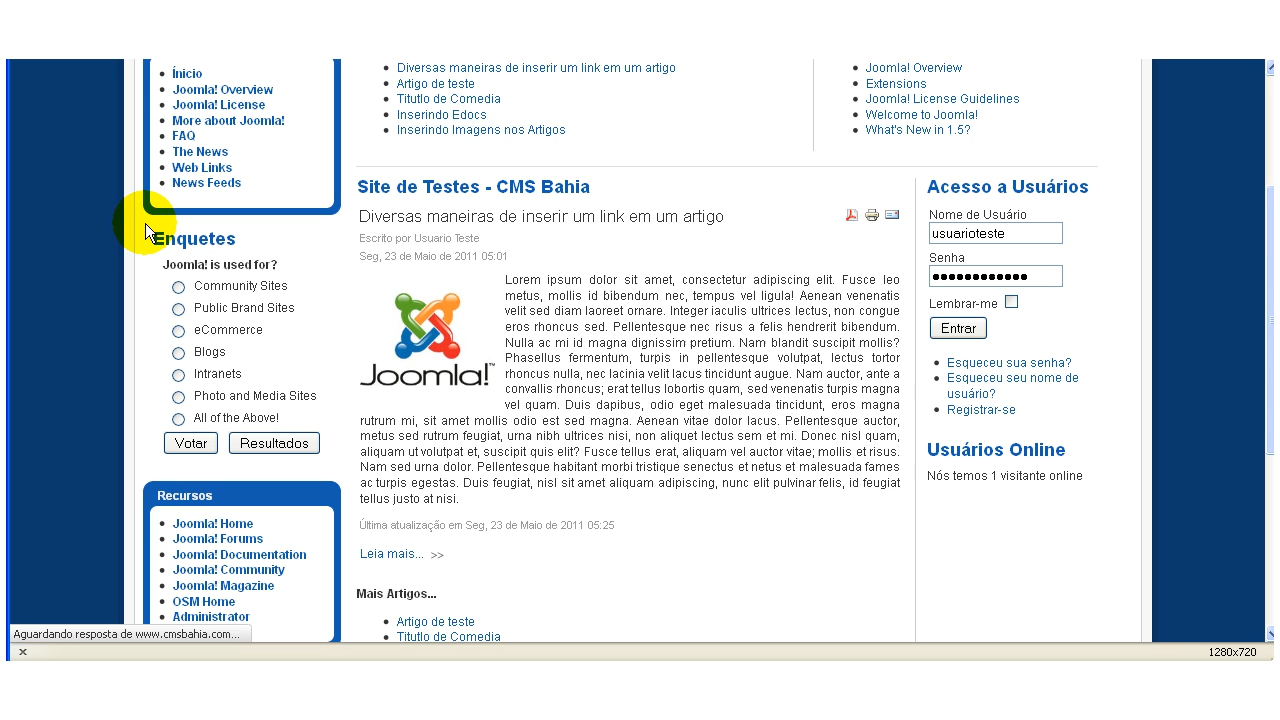 Ínicio
Joomla! Overview
Joomla! License
More about Joomla!
FAQ
The News
Web Links
News Feeds
Enquetes
Joomla! is used for?
Community Sites
Public Brand Sites
eCommerce
Blogs
Intranets
Photo and Media Sites
All of the Above!
Votar Resultados
Recursos
Joomla! Home
Joomla! Forums
Joomla! Documentation
Joomla! Community
Joomla! Magazine
OSM Home
Administrator
Diversas maneiras de inserir um link em um artigo
Artigo de teste
Titutlo de Comedia
Inserindo Edocs
Inserindo Imagens nos Artigos
Joomla! Overview
Extensions
Joomla! License Guidelines
Welcome to Joomla!
What's New in 1.5?
Site de Testes - CMS Bahia
Diversas maneiras de inserir um link em um artigo
Escrito por Usuario Teste
Seg, 23 de Maio de 2011 05:01
Joomla!™
Lorem ipsum dolor sit amet, consectetur adipiscing elit. Fusce leo
metus, mollis id bibendum nec, tempus vel ligula! Aenean venenatis
velit sed diam laoreet ornare. Integer iaculis ultrices lectus, non congue
eros rhoncus sed. Pellentesque nec risus a felis hendrerit bibendum.
Nulla ac mi id magna dignissim pretium. Nam blandit suscipit mollis?
Phasellus fermentum, turpis in pellentesque volutpat, lectus tortor
rhoncus nulla, nec lacinia velit lacus tincidunt augue. Nam auctor, ante a
convallis rhoncus; erat tellus lobortis quam, sed venenatis turpis magna
vel quam. Duis dapibus, odio eget malesuada tincidunt, eros magna
rutrum mi, sit amet mollis odio est sed magna. Aenean vitae dolor lacus. Pellentesque auctor,
metus sed rutrum feugiat, urna nibh ultrices nisi, non aliquet lectus sem et mi. Donec nisl quam,
aliquam ut volutpat et, suscipit quis elit? Fusce tellus erat, aliquam vel auctor vitae; mollis et risus.
Nam sed urna dolor. Pellentesque habitant morbi tristique senectus et netus et malesuada fames
ac turpis egestas. Duis feugiat, nisl sit amet aliquam adipiscing, nunc elit pulvinar felis, id feugiat
tellus justo at nisi.
Última atualização em Seg, 23 de Maio de 2011 05:25
Leia mais... >>
Mais Artigos...
Artigo de teste
Titutlo de Comedia
Acesso a Usuários
Nome de Usuário
usuarioteste
Senha
Lembrar-me
Entrar
Esqueceu sua senha?
Esqueceu seu nome de
usuário?
Registrar-se
Usuários Online
Nós temos 1 visitante online
Aguardando resposta de www.cmsbahia.com...
1280x720